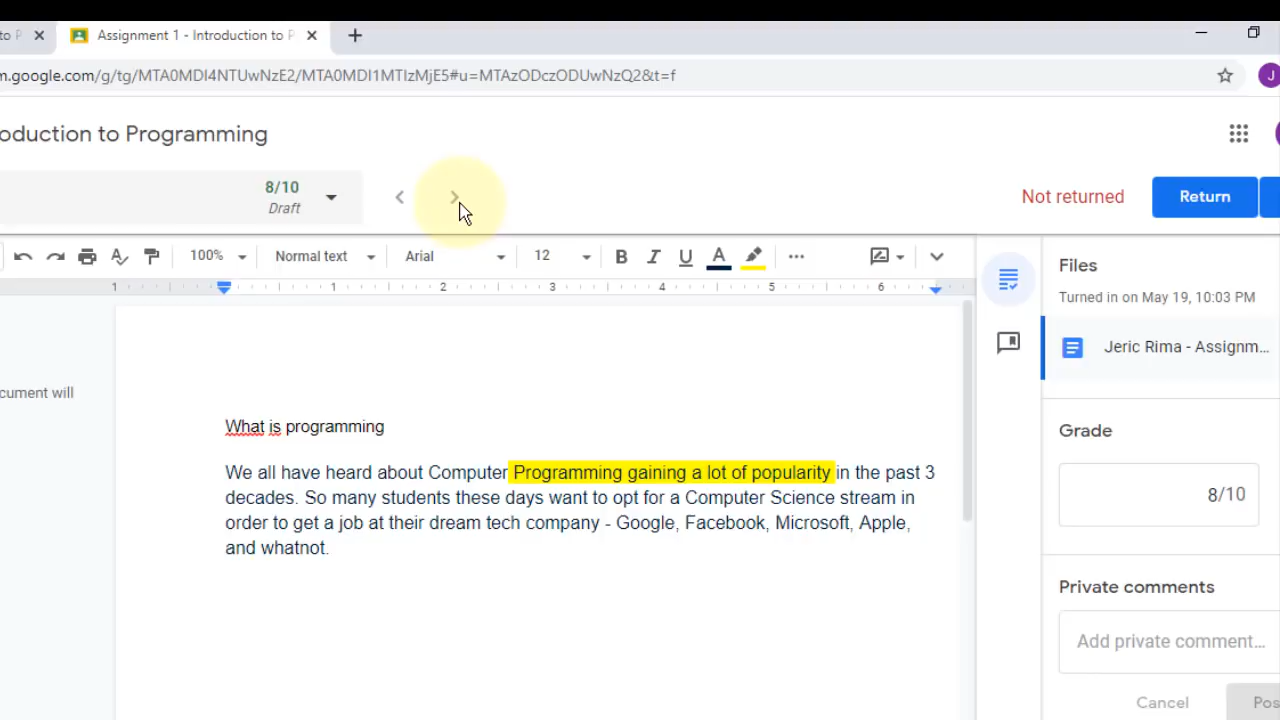 to P
Assignment 1 - Introduction to P
m.google.com/g/tg/MTA0MDI4NTUwNzE2/MTA0MDI1MTIzMjE5#u=MTAzODczODUwNzQ2&t=f
J
oduction to Programming
8/10
Draft
Not returned
Return
100%
Normal text
Arial
12
B I U A
1 1 2 3 4 5 6
Files
Turned in on May 19, 10:03 PM
Jeric Rima - Assignm...
cument will
What is programming
We all have heard about Computer Programming gaining a lot of popularity in the past 3
decades. So many students these days want to opt for a Computer Science stream in
order to get a job at their dream tech company - Google, Facebook, Microsoft, Apple,
and whatnot.
Grade
8/10
Private comments
Add private comment...
Cancel
Pos